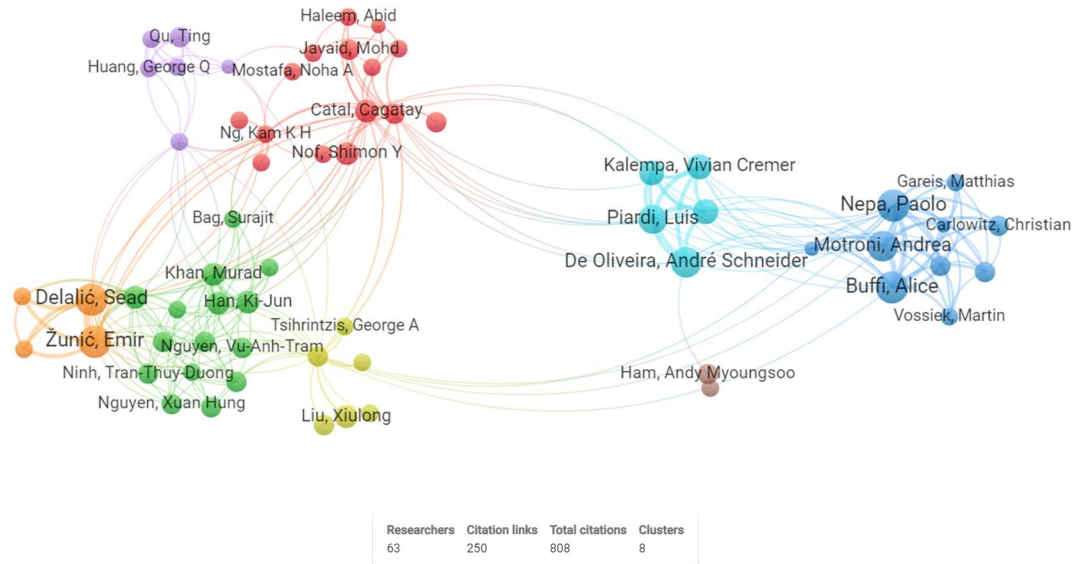 Haleem, Abid
Qu, Ting
Javaid, Mohd
Huang, George Q
Mostafa, Noha A
Catal, Cagatay
Ng, Kam K H
Nof, Shimon Y
Kalempa, Vivian Cremer
Gareis, Matthias
Nepa, Paolo
Bag, Surajit
Piardi, Luis
Carlowitz, Christian
Motroni, Andrea
De Oliveira, André Schneider
Khan, Murad
Buffi, Alice
Delalić, Sead
Han, Ki-Jun
Vossiek, Martin
Tsihrintzis, George A
Žunić, Emir
Nguyen, Vu-Anh-Tram
Ninh, Tran-Thuy-Duong
Ham, Andy Myoungsoo
Nguyen, Xuan Hung
Liu, Xiulong
Researchers Citation links Total citations Clusters
63 250 808 8